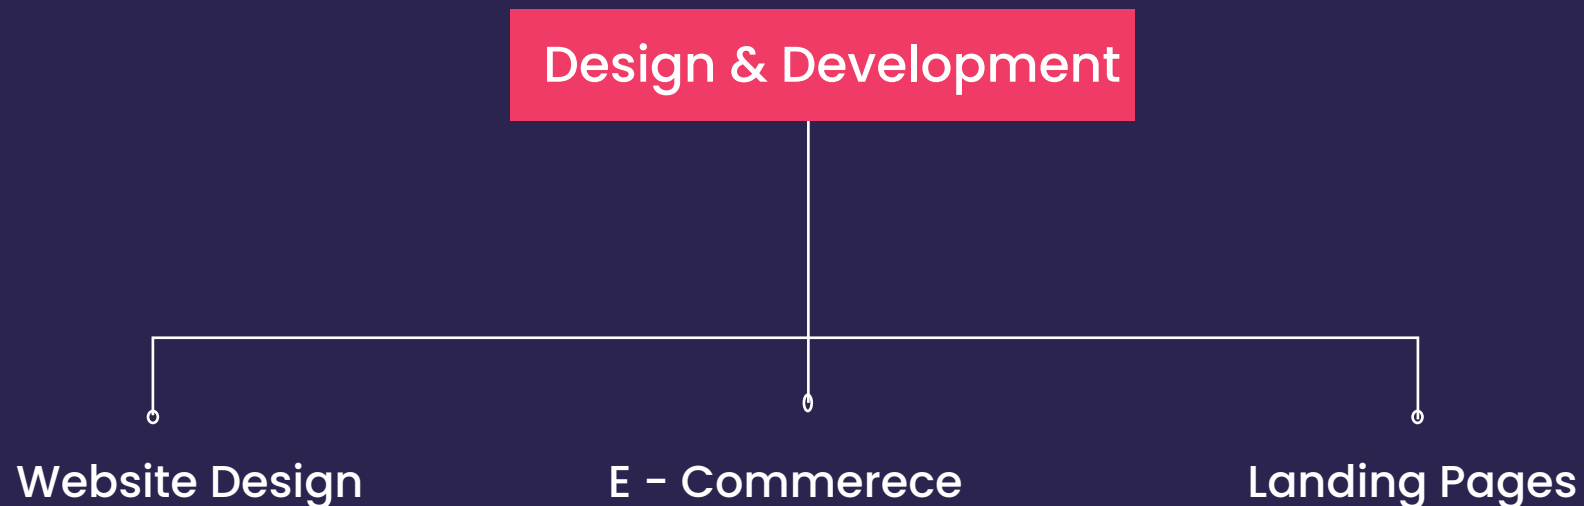 Design & Development
Website Design
E - Commerece
Landing Pages